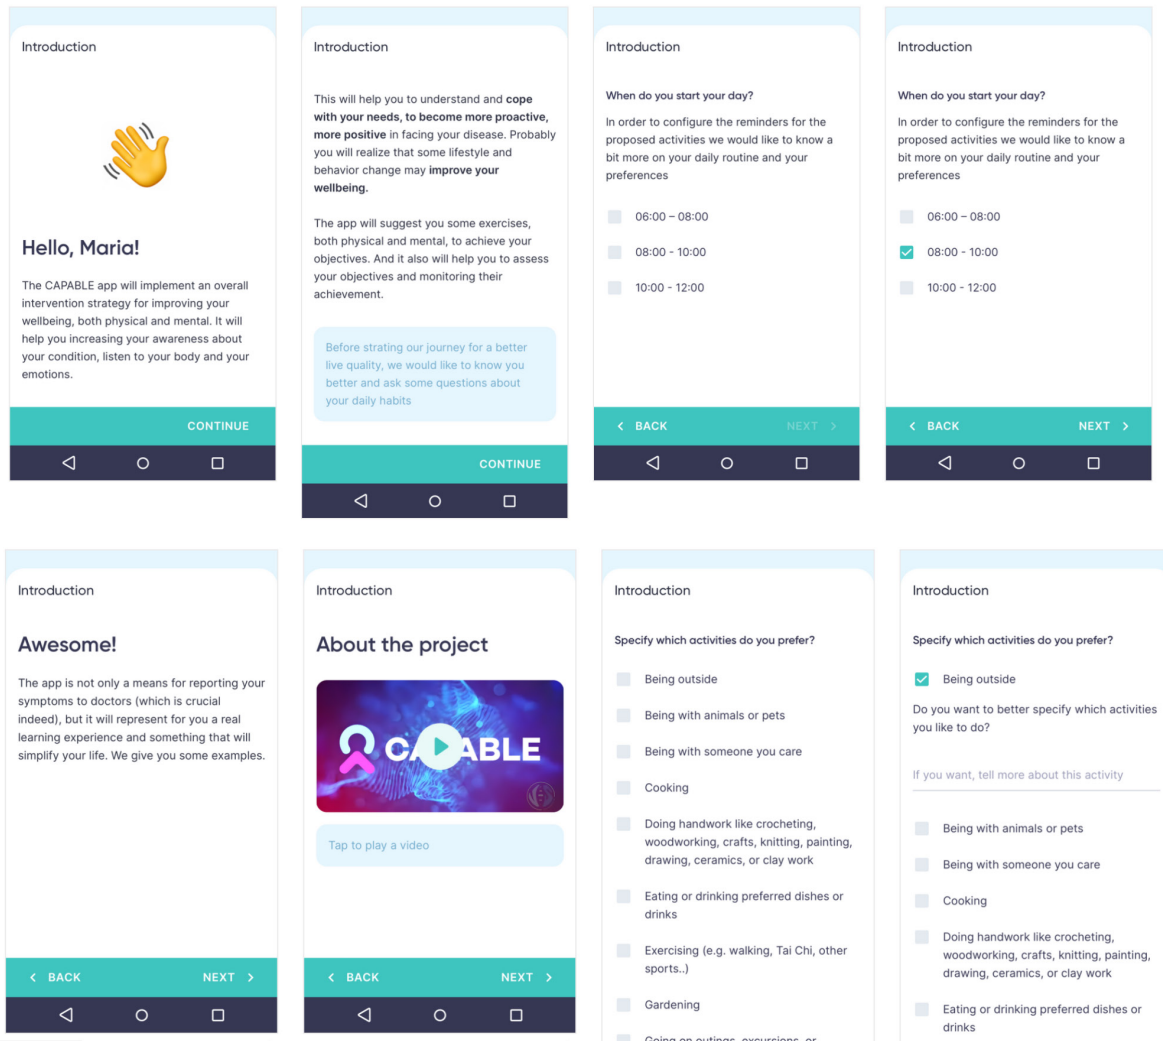 Introduction
Hello, Maria!
The CAPABLE app will implement an overall
intervention strategy for improving your
wellbeing, both physical and mental. It will
help you increasing your awareness about
your condition, listen to your body and your
emotions.
CONTINUE
Introduction
This will help you to understand and cope
with your needs, to become more proactive,
more positive in facing your disease. Probably
you will realize that some lifestyle and
behavior change may improve your
wellbeing.
The app will suggest you some exercises,
both physical and mental, to achieve your
objectives. And it also will help you to assess
your objectives and monitoring their
achievement.
Before strating our journey for a better
live quality, we would like to know you
better and ask some questions about
your daily habits
CONTINUE
Introduction
When do you start your day?
In order to configure the reminders for the
proposed activities we would like to know a
bit more on your daily routine and your
preferences
06:00 – 08:00
08:00 - 10:00
10:00 - 12:00
BACK
NEXT
Introduction
When do you start your day?
In order to configure the reminders for the
proposed activities we would like to know a
bit more on your daily routine and your
preferences
06:00 – 08:00
08:00 - 10:00
10:00 - 12:00
BACK
NEXT
Introduction
Awesome!
The app is not only a means for reporting your
symptoms to doctors (which is crucial
indeed), but it will represent for you a real
learning experience and something that will
simplify your life. We give you some examples.
BACK
NEXT
Introduction
About the project
Tap to play a video
BACK
NEXT
Introduction
Specify which activities do you prefer?
Being outside
Being with animals or pets
Being with someone you care
Cooking
Doing handwork like crocheting,
woodworking, crafts, knitting, painting,
drawing, ceramics, or clay work
Eating or drinking preferred dishes or
drinks
Exercising (e.g. walking, Tai Chi, other
sports..)
Gardening
Going on outings, excursions, or
Introduction
Specify which activities do you prefer?
Being outside
Do you want to better specify which activities
you like to do?
If you want, tell more about this activity
Being with animals or pets
Being with someone you care
Cooking
Doing handwork like crocheting,
woodworking, crafts, knitting, painting,
drawing, ceramics, or clay work
Eating or drinking preferred dishes or
drinks